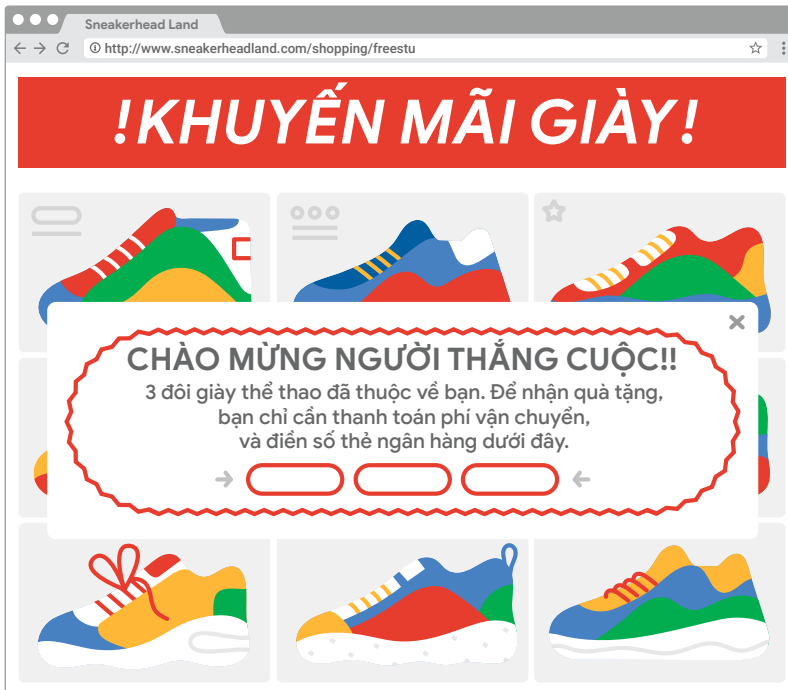 Sneakerhead Land
http://www.sneakerheadland.com/shopping/freestu
!KHUYẾN MÃI GIÀY!
CHÀO MỪNG NGƯỜI THẮNG CUỘC!!
3 đôi giày thể thao đã thuộc về bạn. Để nhận quà tặng,
bạn chỉ cần thanh toán phí vận chuyển,
và điền số thẻ ngân hàng dưới đây.